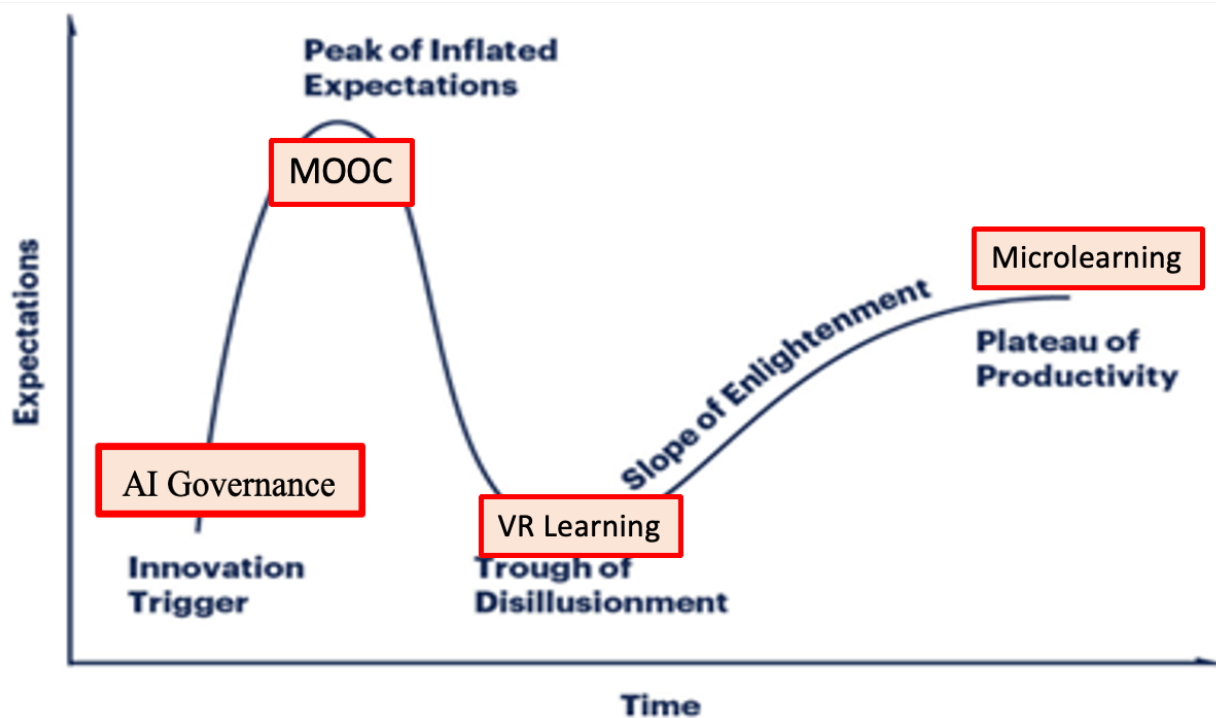 Peak of Inflated
Expectations
MOOC
Microlearning
Slope of Enlightenment
Plateau of
Productivity
Expectations
AI Governance
VR Learning
Innovation
Trigger
Trough of
Disillusionment
Time